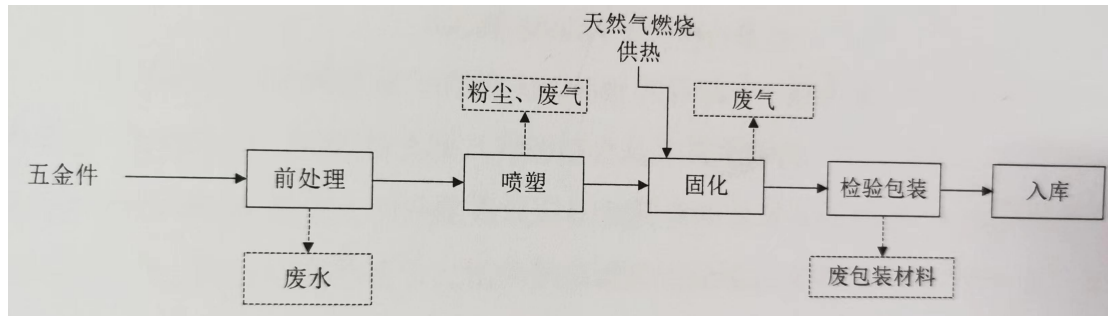 天然气燃烧
供热
粉尘、废气
废气
五金件
前处理
喷塑
固化
检验包装
入库
废水
废包装材料